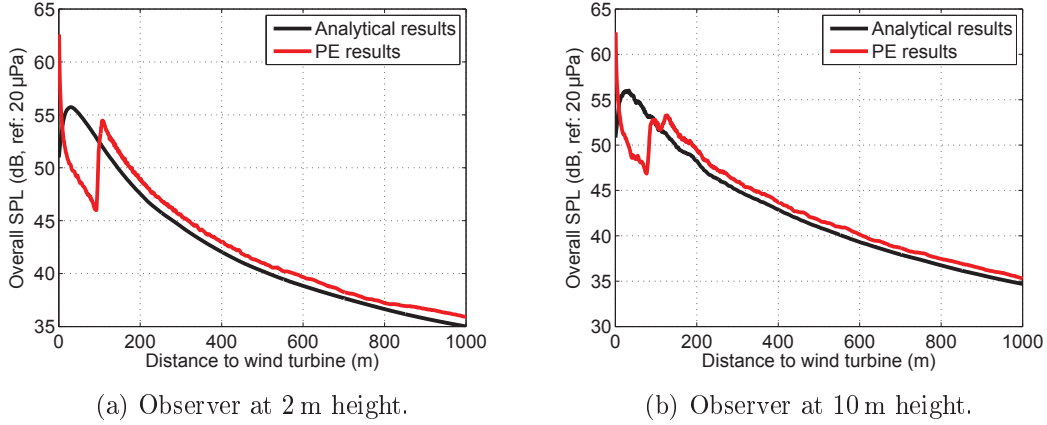 65
60
55
50
45
40
35
0 200 400 600 800 1000
Overall SPL (dB, ref: 20 µPa)
Distance to wind turbine (m)
Analytical results
PE results
(a) Observer at 2 m height.
65
60
55
50
45
40
35
30
0 200 400 600 800 1000
Overall SPL (dB, ref: 20 µPa)
Distance to wind turbine (m)
Analytical results
PE results
(b) Observer at 10 m height.